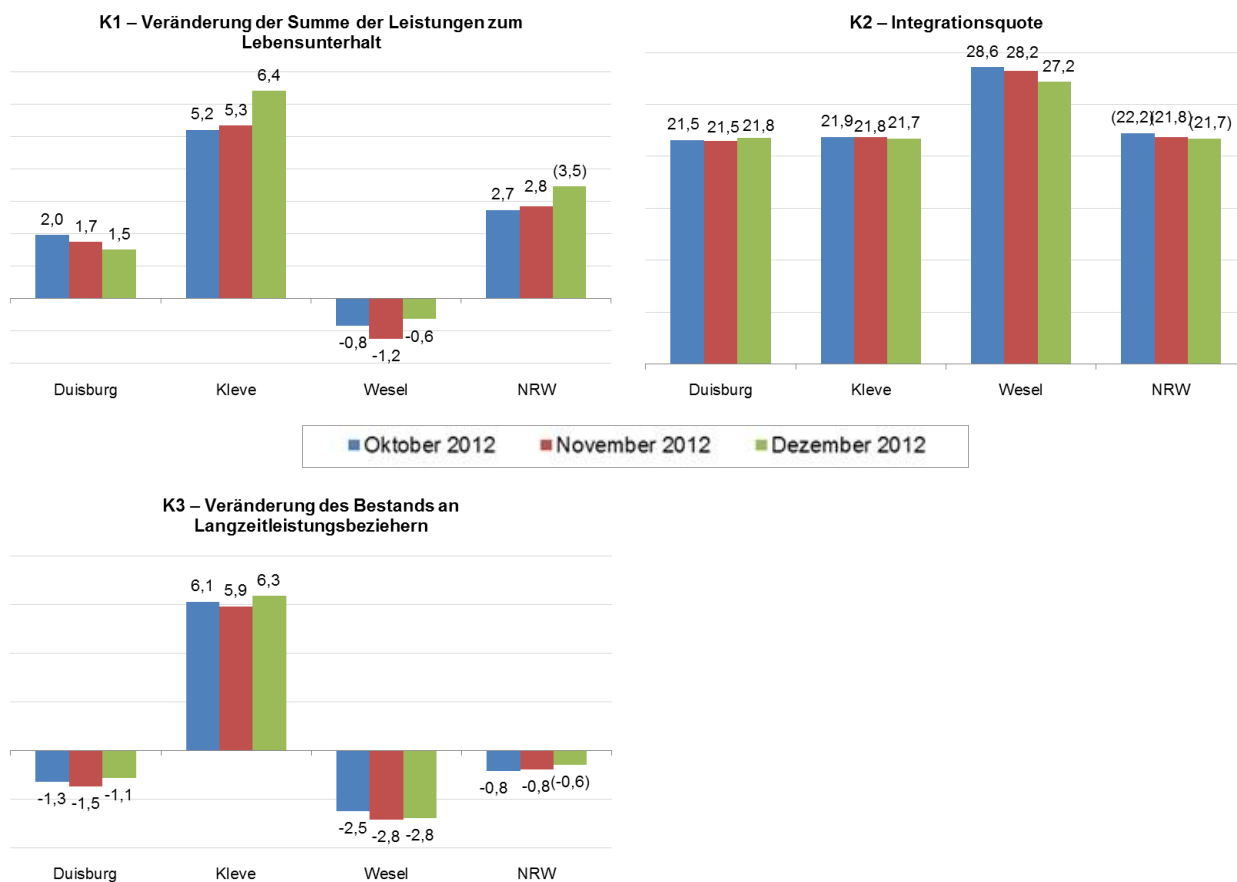 K1 – Veränderung der Summe der Leistungen zum
Lebensunterhalt
2,0 1,7 1,5
5,2 5,3 6,4
-0,8 -1,2 -0,6
2,7 2,8 (3,5)
Duisburg Kleve Wesel NRW
K2 – Integrationsquote
21,5 21,5 21,8
21,9 21,8 21,7
28,6 28,2 27,2
(22,2) (21,8) (21,7)
Duisburg Kleve Wesel NRW
Oktober 2012 November 2012 Dezember 2012
K3 – Veränderung des Bestands an
Langzeitleistungsbeziehern
-1,3 -1,5 -1,1
6,1 5,9 6,3
-2,5 -2,8 -2,8
-0,8 -0,8 (-0,6)
Duisburg Kleve Wesel NRW